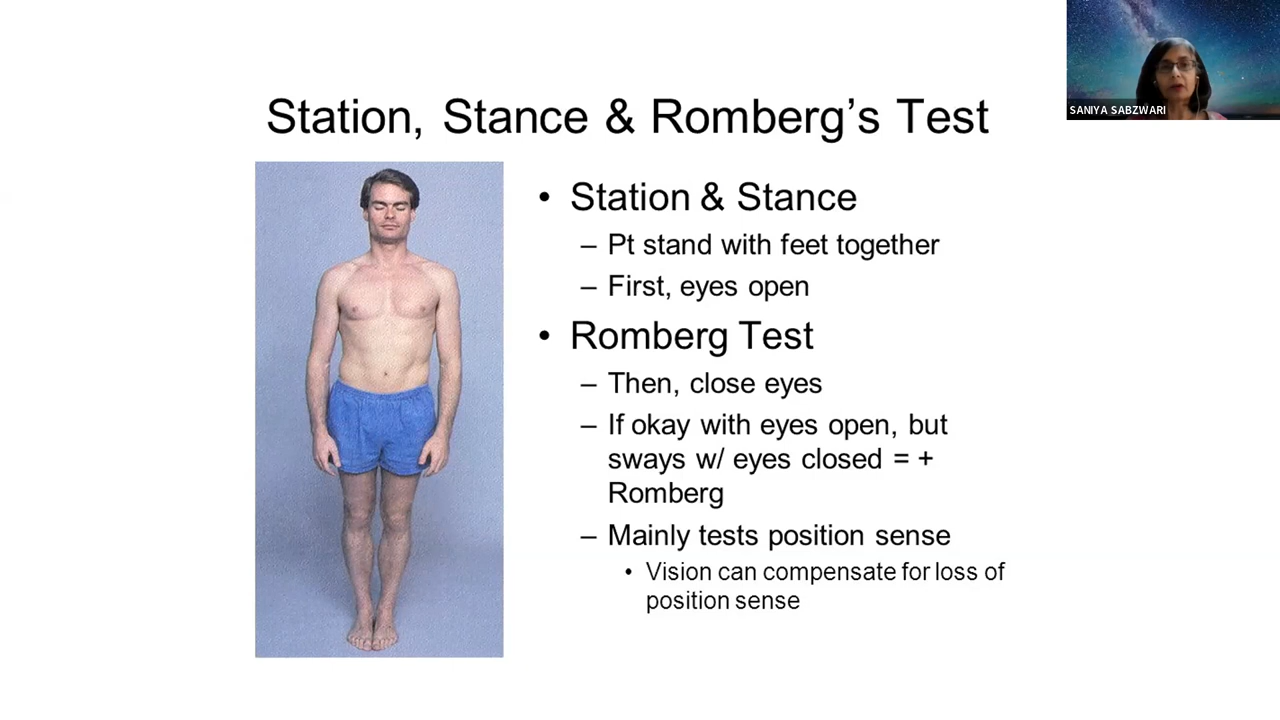 Station, Stance & Romberg’s Test
SANIYA SABZWARI
• Station & Stance
– Pt stand with feet together
– First, eyes open
• Romberg Test
– Then, close eyes
– If okay with eyes open, but
sways w/ eyes closed = +
Romberg
– Mainly tests position sense
• Vision can compensate for loss of
position sense